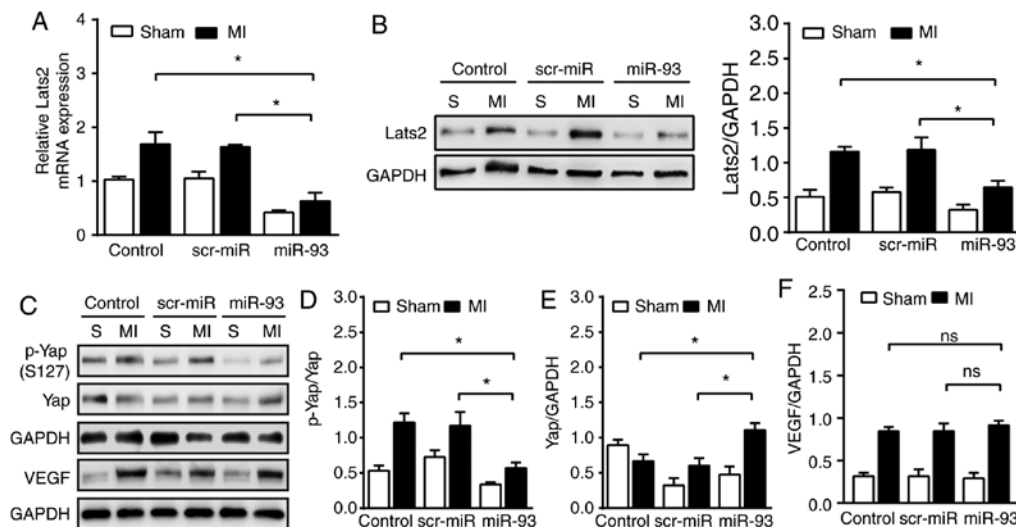 A
Sham MI
Relative Lats2
mRNA expression
4
3
2
1
0
*
*
Control scr-miR miR-93
B
Control scr-miR miR-93
S MI S MI S MI
Lats2
GAPDH
Sham MI
Lats2/GAPDH
3.0
2.5
2.0
1.5
1.0
0.5
0.0
*
*
Control scr-miR miR-93
C
Control scr-miR miR-93
S MI S MI S MI
p-Yap
(S127)
Yap
GAPDH
VEGF
GAPDH
D
Sham MI
p-Yap/Yap
3.0
2.5
2.0
1.5
1.0
0.5
0.0
*
*
Control scr-miR miR-93
E
Sham MI
Yap/GAPDH
3.0
2.5
2.0
1.5
1.0
0.5
0.0
*
*
Control scr-miR miR-93
F
Sham MI
VEGF/GAPDH
3.0
2.5
2.0
1.5
1.0
0.5
0.0
ns
ns
Control scr-miR miR-93